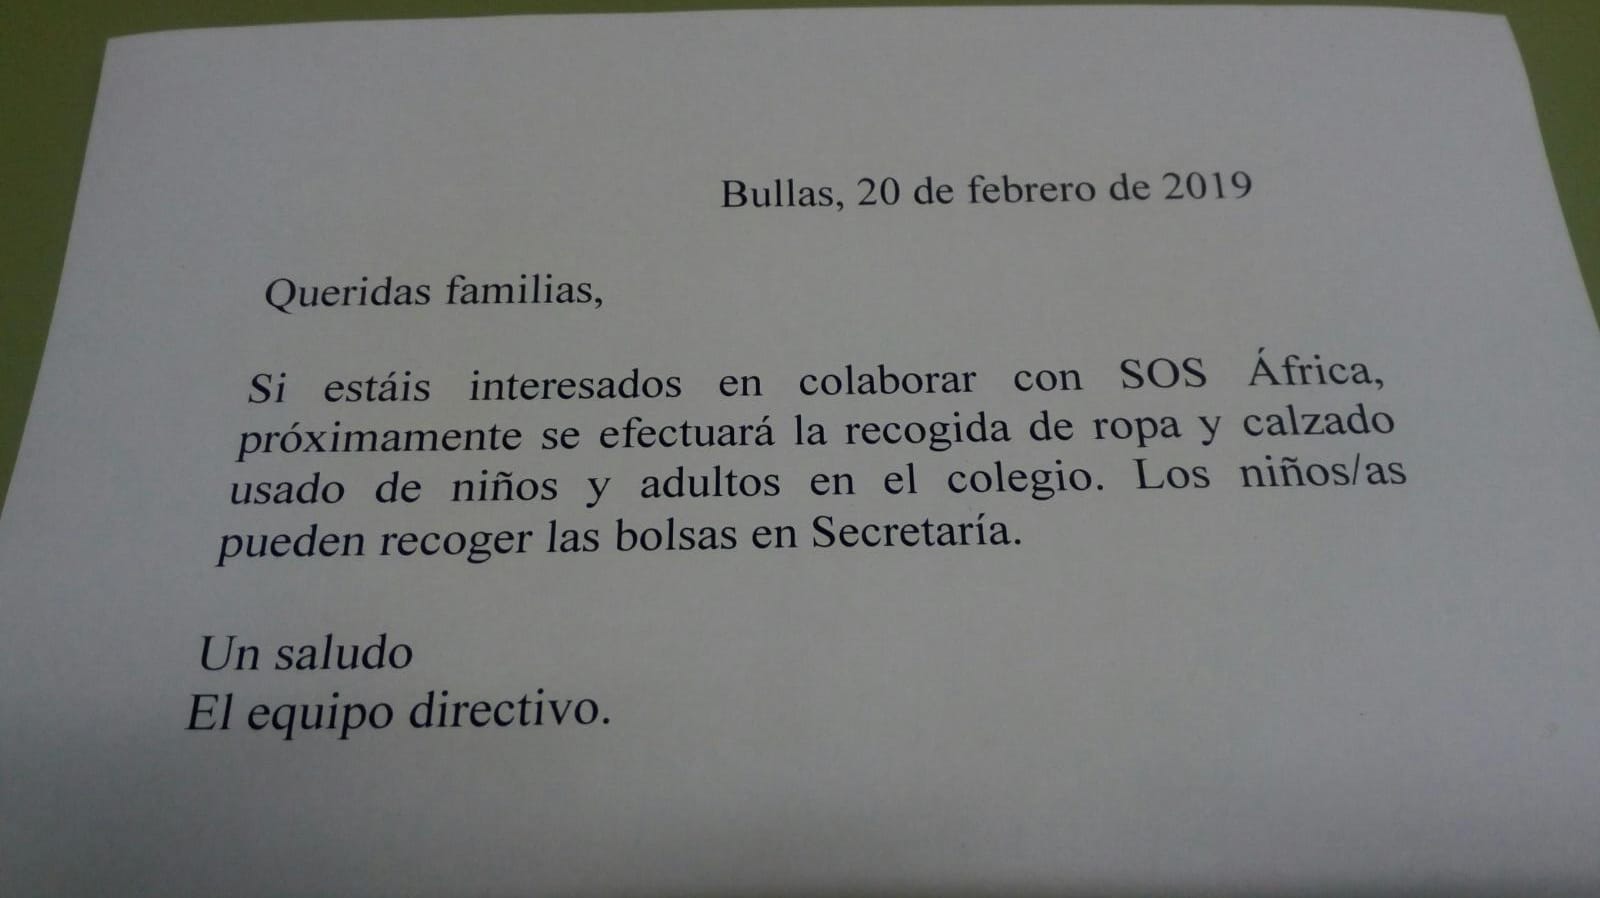 Bullas, 20 de febrero de 2019
Queridas familias,
Si estáis interesados en colaborar con SOS África,
próximamente se efectuará la recogida de ropa y calzado
usado de niños y adultos en el colegio. Los niños/as
pueden recoger las bolsas en Secretaría.
Un saludo
El equipo directivo.